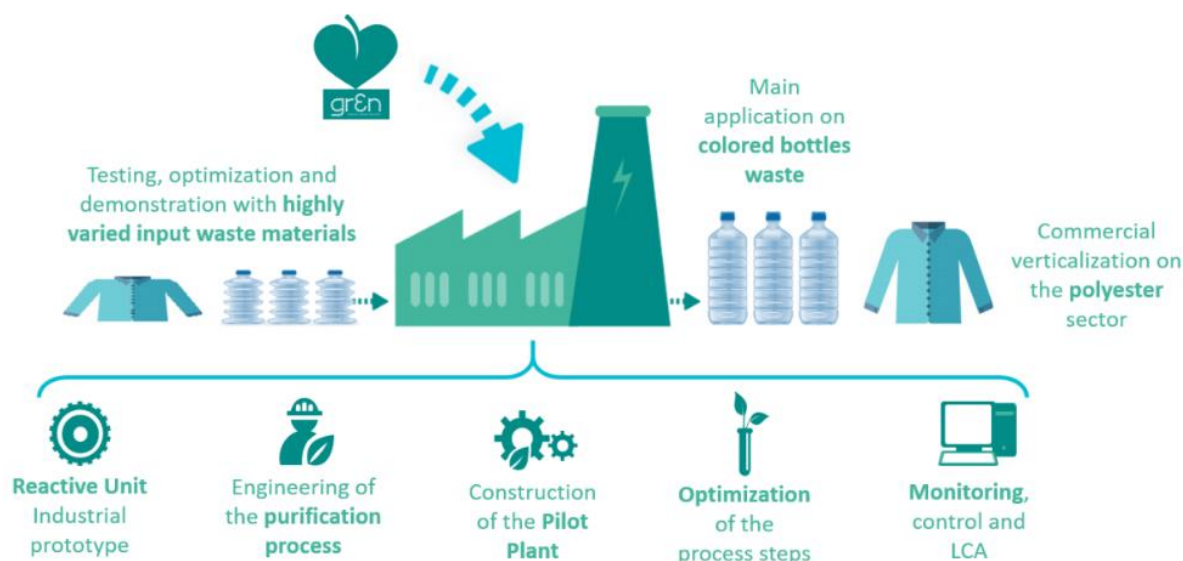 grεn
Testing, optimization and
demonstration with highly
varied input waste materials
Main
application on
colored bottles
waste
Commercial
verticalization on
the polyester
sector
Reactive Unit
Industrial
prototype
Engineering of
the purification
process
Construction
of the Pilot
Plant
Optimization
of the
process steps
Monitoring,
control and
LCA